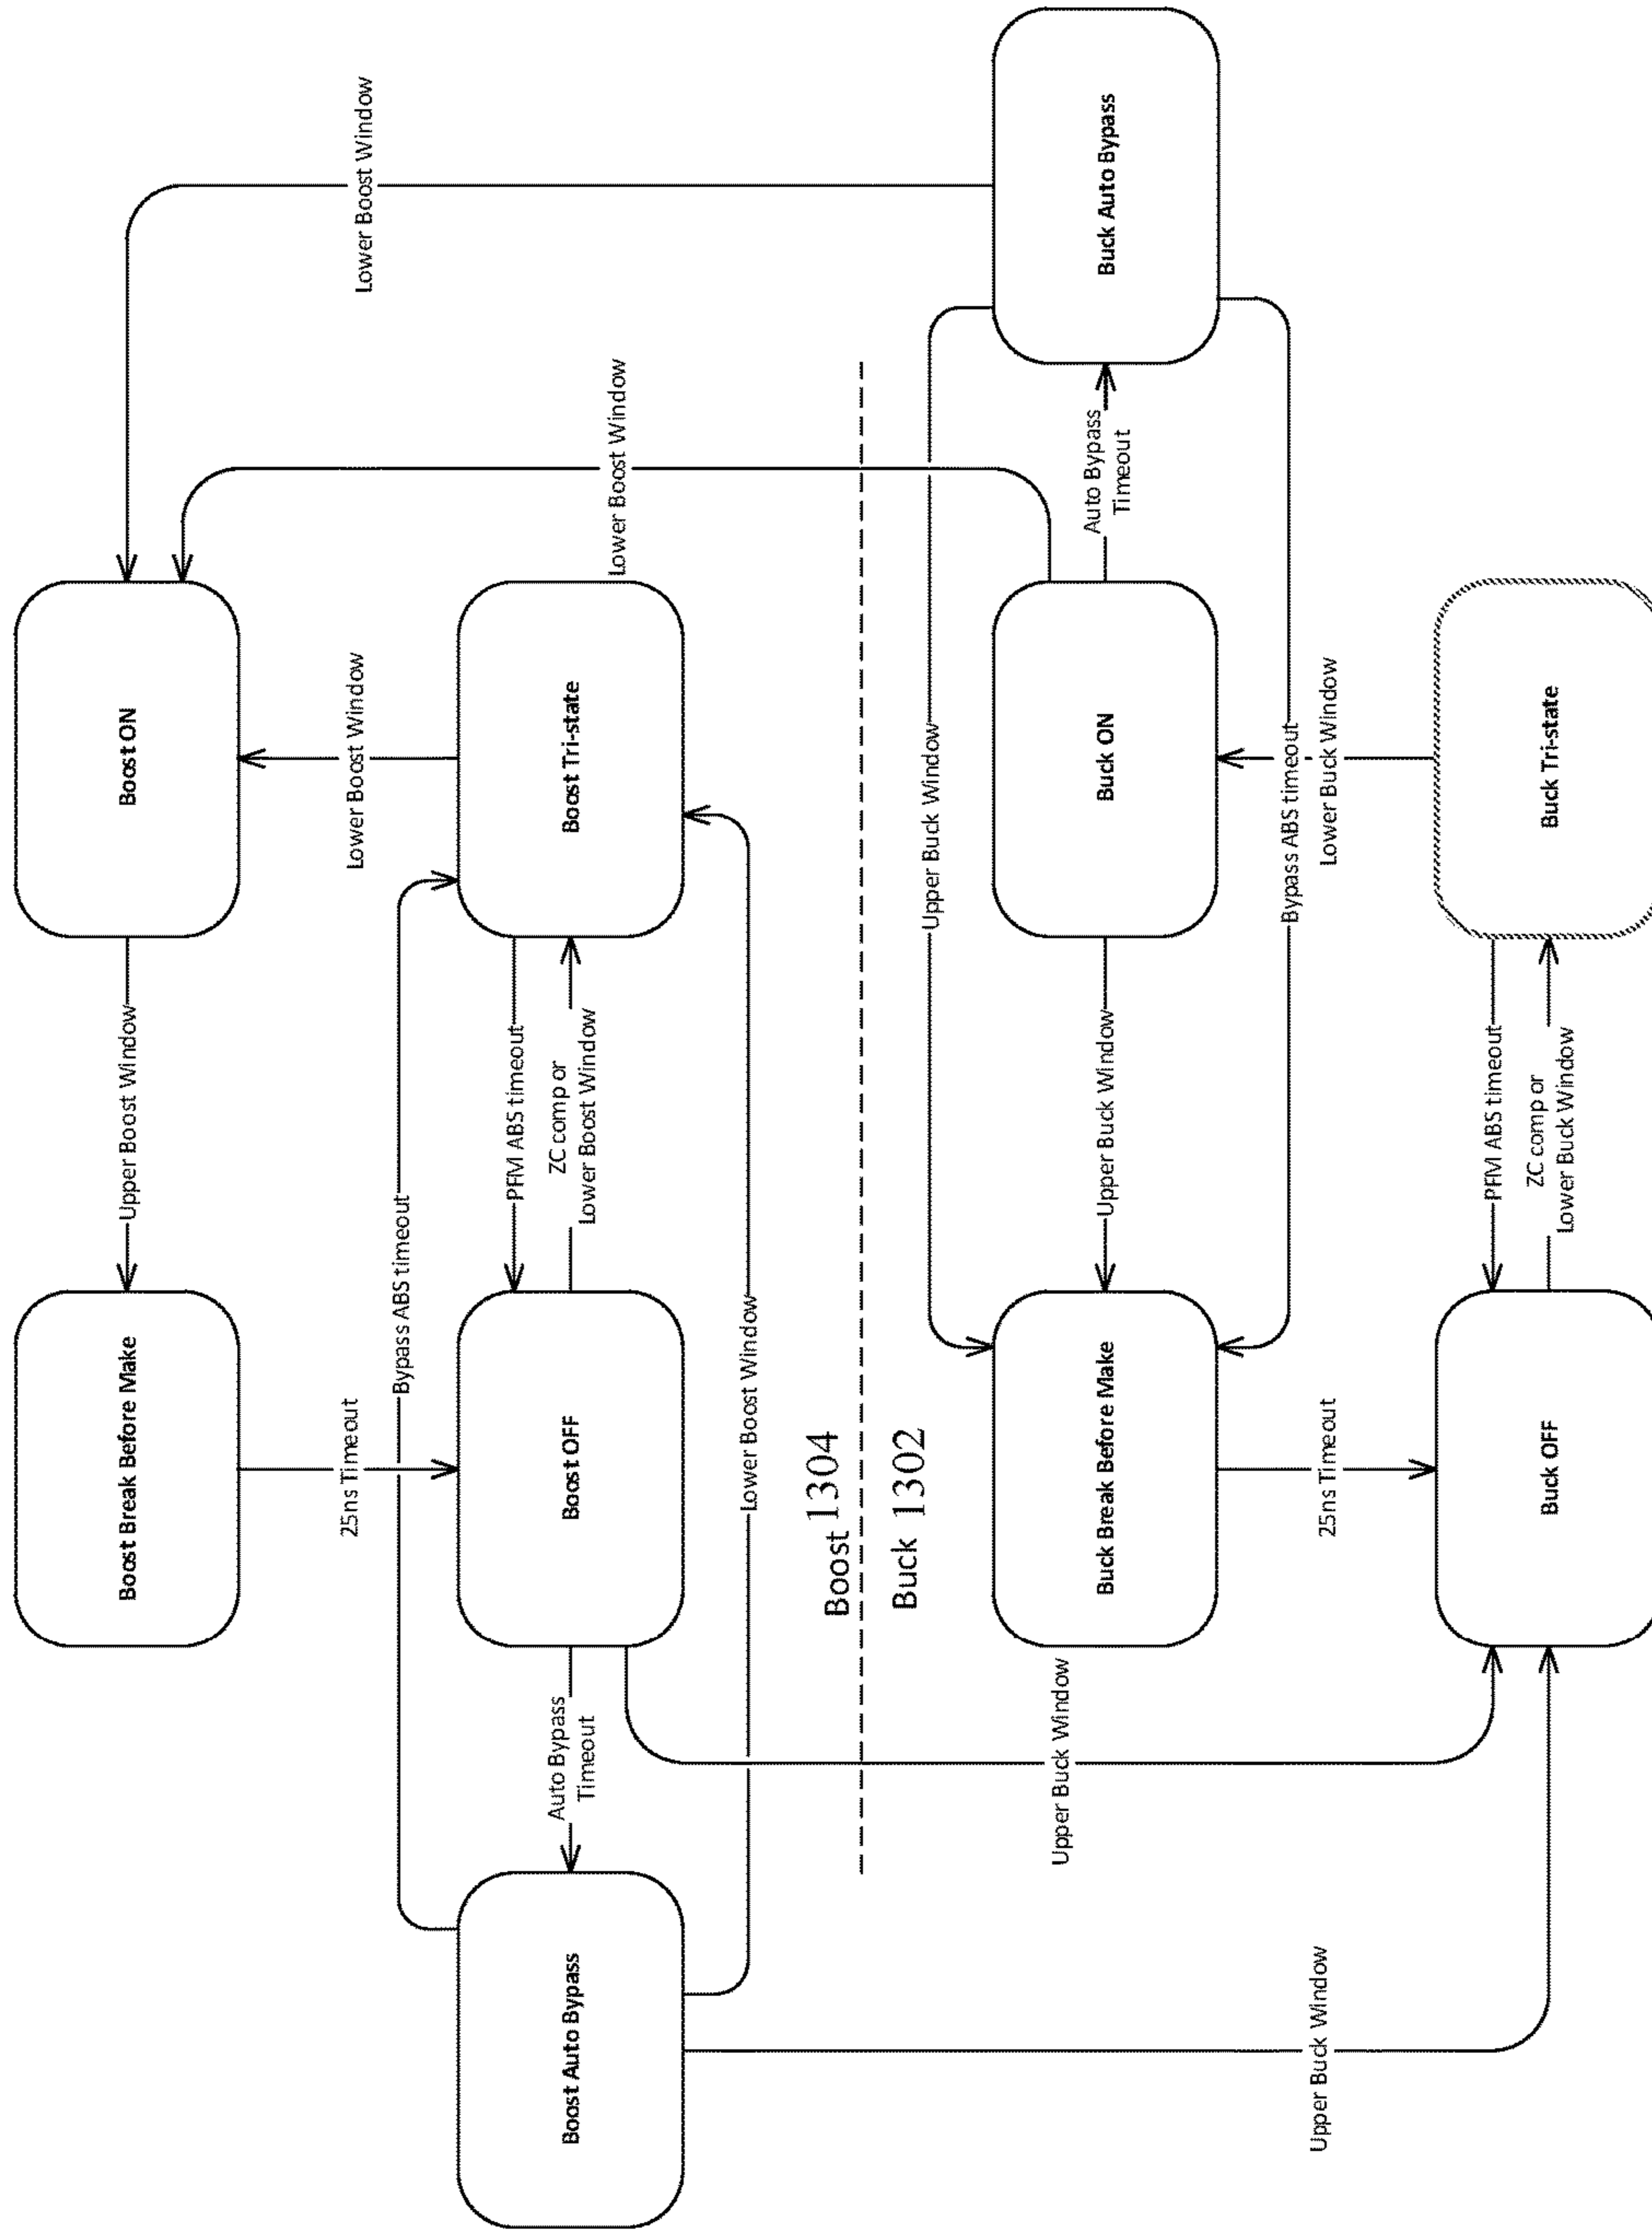 Boost Break Before Make
Upper Boost Window
Boost ON
25ns Timeout
Lower Boost Window
Lower Boost Window
Bypass ABS timeout
PFM ABS timeout
Boost Auto Bypass
Auto Bypass
Timeout
Boost OFF
ZC comp or
Lower Boost Window
Boost Tri-state
Lower Boost Window
Lower Boost Window
Boost 1304
Buck 1302
Upper Buck Window
Upper Buck Window
Buck Break Before Make
Upper Buck Window
Buck ON
Auto Bypass
Timeout
Buck Auto Bypass
Bypass ABS timeout
Upper Buck Window
25ns Timeout
Lower Buck Window
PFM ABS timeout
Buck OFF
ZC comp or
Lower Buck Window
Buck Tri-state